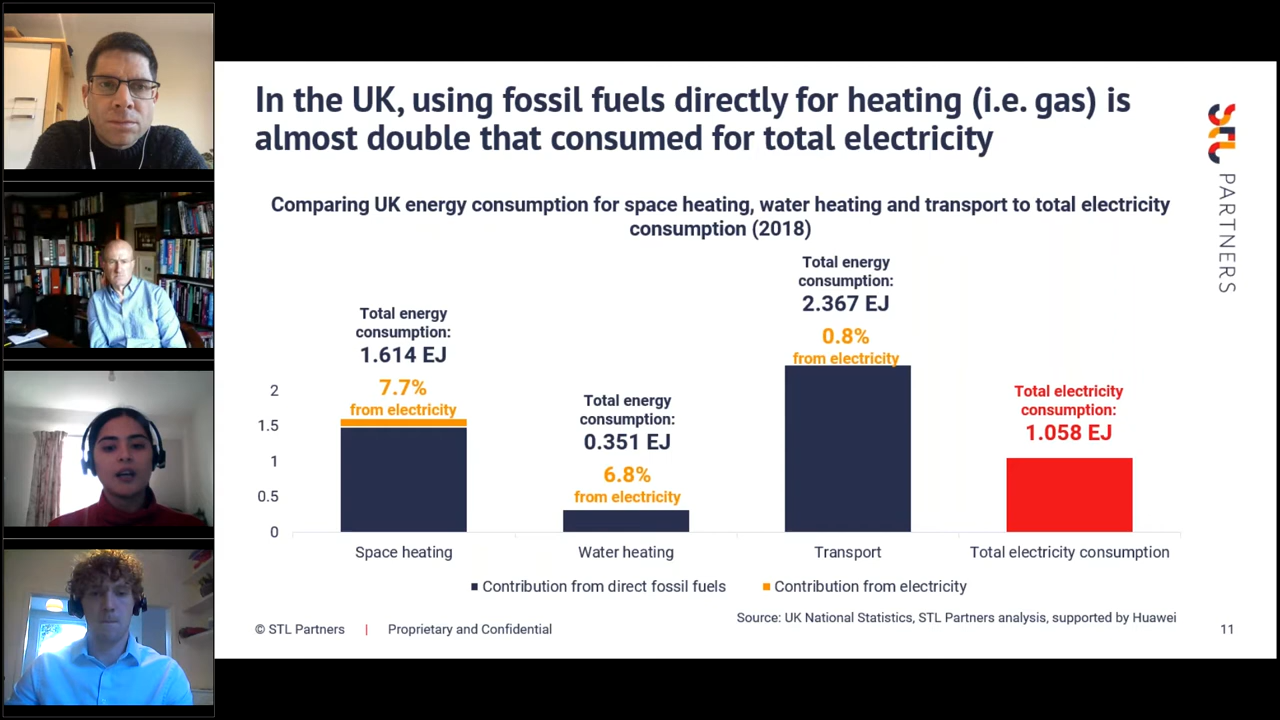 In the UK, using fossil fuels directly for heating (i.e. gas) is
almost double that consumed for total electricity
STL
PARTNERS
Comparing UK energy consumption for space heating, water heating and transport to total electricity
consumption (2018)
Total energy
consumption:
1.614 EJ
7.7%
from electricity
Total energy
consumption:
0.351 EJ
6.8%
from electricity
Total energy
consumption:
2.367 EJ
0.8%
from electricity
Total electricity
consumption:
1.058 EJ
2
1.5
1
0.5
0
Space heating
Water heating
Transport
Total electricity consumption
Contribution from direct fossil fuels
Contribution from electricity
Source: UK National Statistics, STL Partners analysis, supported by Huawei
© STL Partners | Proprietary and Confidential
11